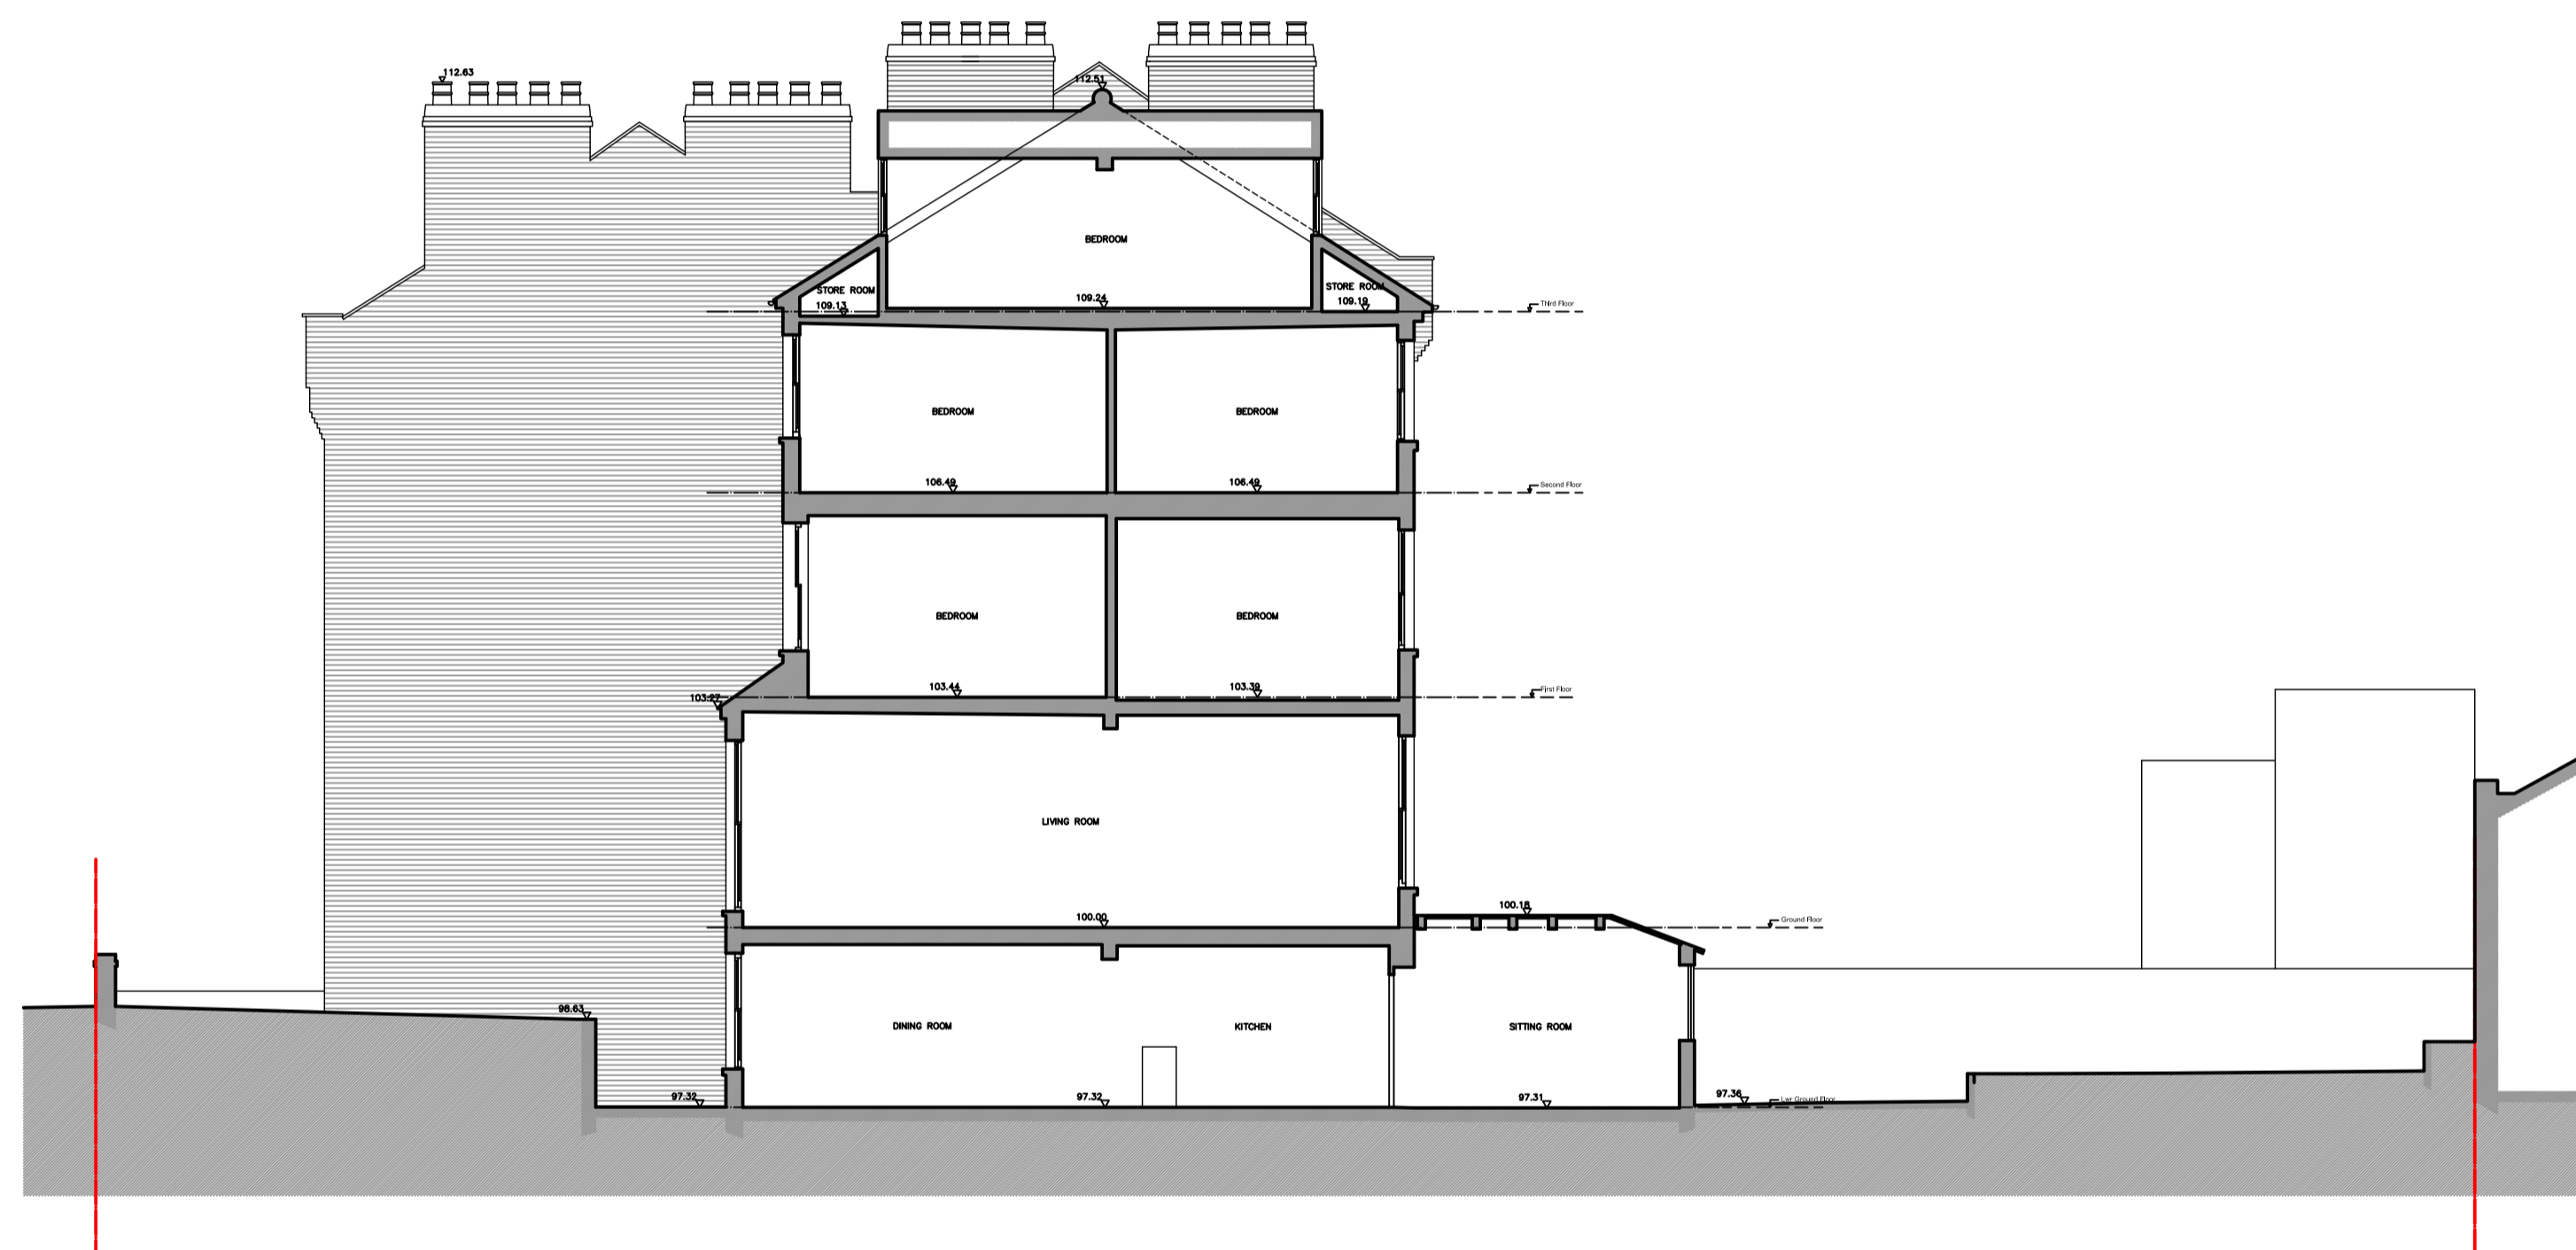 112.63
112.51
BEDROOM
STORE ROOM
109.13
109.24
STORE ROOM
109.19
Third Floor
BEDROOM
BEDROOM
106.49
106.49
Second Floor
BEDROOM
BEDROOM
103.27
103.44
103.39
First Floor
LIVING ROOM
100.00
100.18
Ground Floor
98.63
DINING ROOM
KITCHEN
SITTING ROOM
97.32
97.32
97.31
97.36
Lwr Ground Floor